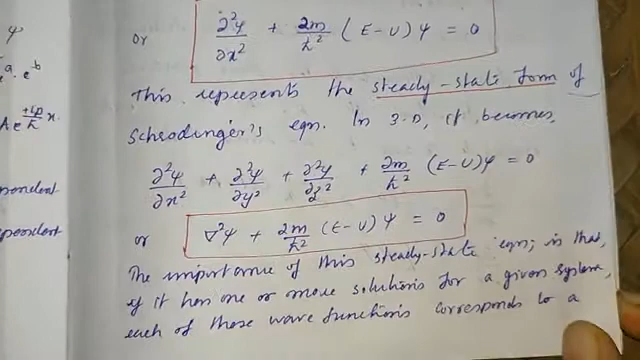 ψ
a. e^b
A e^{+ip/ħ x}
pendent
pendent
or ∂²ψ/∂x² + 2m/ħ² (E-U) ψ = 0
This represents the steady-state form of
Schrodinger's eqn. In 3-D, it becomes,
∂²ψ/∂x² + ∂²ψ/∂y² + ∂²ψ/∂z² + 2m/ħ² (E-U)ψ = 0
or ∇²ψ + 2m/ħ² (E-U) ψ = 0
The importance of this steady-state eqn; is that,
if it has one or more solutions for a given system,
each of these wave functions corresponds to a